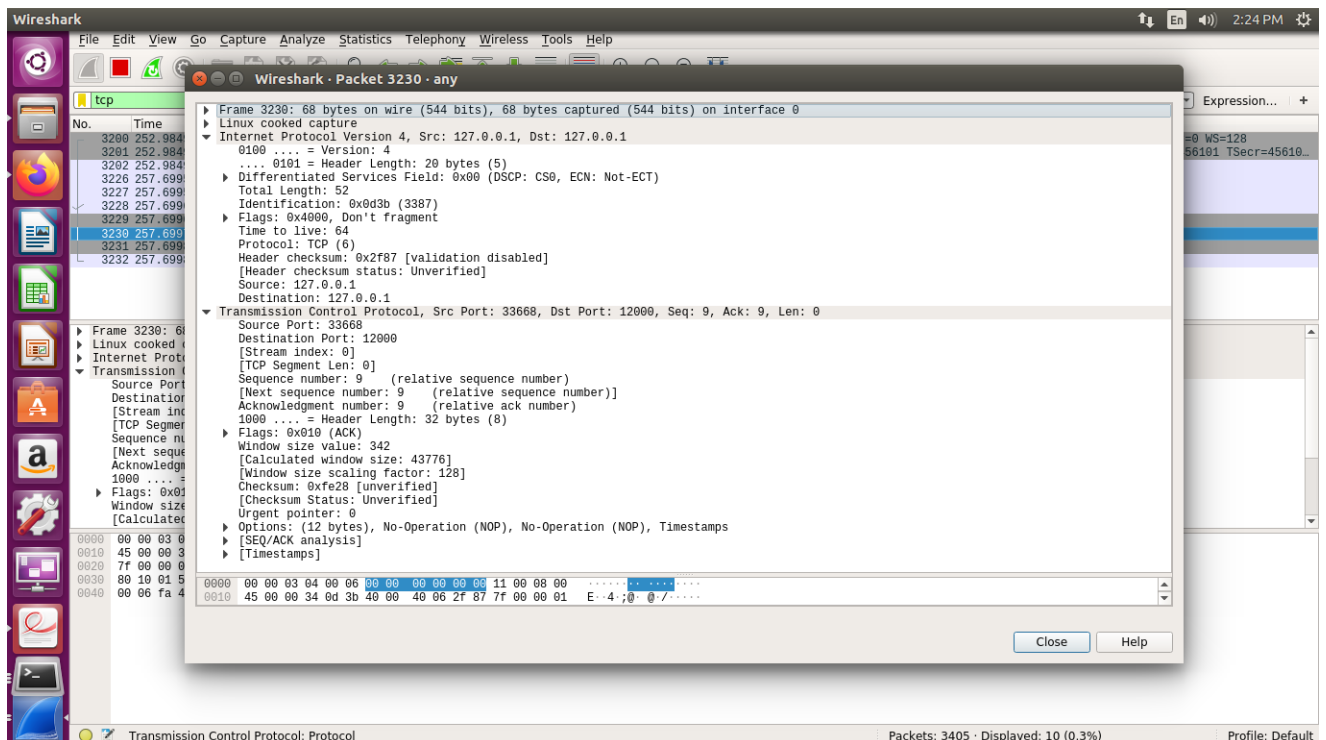 Wireshark
En 2:24 PM
File Edit View Go Capture Analyze Statistics Telephony Wireless Tools Help
Wireshark · Packet 3230 · any
tcp
Expression... +
No. Time
3200 252.984
=0 WS=128
3201 252.984
56101 TSecr=45610…
3202 252.984
3226 257.699
3227 257.699
3228 257.699
3229 257.699
3230 257.699
3231 257.699
3232 257.699
Frame 3230: 68 bytes on wire (544 bits), 68 bytes captured (544 bits) on interface 0
Linux cooked capture
Internet Protocol Version 4, Src: 127.0.0.1, Dst: 127.0.0.1
0100 .... = Version: 4
.... 0101 = Header Length: 20 bytes (5)
Differentiated Services Field: 0x00 (DSCP: CS0, ECN: Not-ECT)
Total Length: 52
Identification: 0x0d3b (3387)
Flags: 0x4000, Don't fragment
Time to live: 64
Protocol: TCP (6)
Header checksum: 0x2f87 [validation disabled]
[Header checksum status: Unverified]
Source: 127.0.0.1
Destination: 127.0.0.1
Transmission Control Protocol, Src Port: 33668, Dst Port: 12000, Seq: 9, Ack: 9, Len: 0
Source Port: 33668
Destination Port: 12000
[Stream index: 0]
[TCP Segment Len: 0]
Sequence number: 9 (relative sequence number)
[Next sequence number: 9 (relative sequence number)]
Acknowledgment number: 9 (relative ack number)
1000 .... = Header Length: 32 bytes (8)
Flags: 0x010 (ACK)
Window size value: 342
[Calculated window size: 43776]
[Window size scaling factor: 128]
Checksum: 0xfe28 [unverified]
[Checksum Status: Unverified]
Urgent pointer: 0
Options: (12 bytes), No-Operation (NOP), No-Operation (NOP), Timestamps
[SEQ/ACK analysis]
[Timestamps]
0000 00 00 03 04 00 06 00 00 00 00 00 00 11 00 08 00 ········ ········
0010 45 00 00 34 0d 3b 40 00 40 06 2f 87 7f 00 00 01 E··4·;@· @·/·····
Close Help
Frame 3230: 6
Linux cooked
Internet Proto
Transmission
Source Port
Destination
[Stream ind
[TCP Segmen
Sequence nu
[Next seque
Acknowledgm
1000 .... =
Flags: 0x01
Window size
[Calculated
0000 00 00 03 0
0010 45 00 00 3
0020 7f 00 00 0
0030 80 10 01 5
0040 00 06 fa 4
Transmission Control Protocol: Protocol
Packets: 3405 · Displayed: 10 (0.3%)
Profile: Default